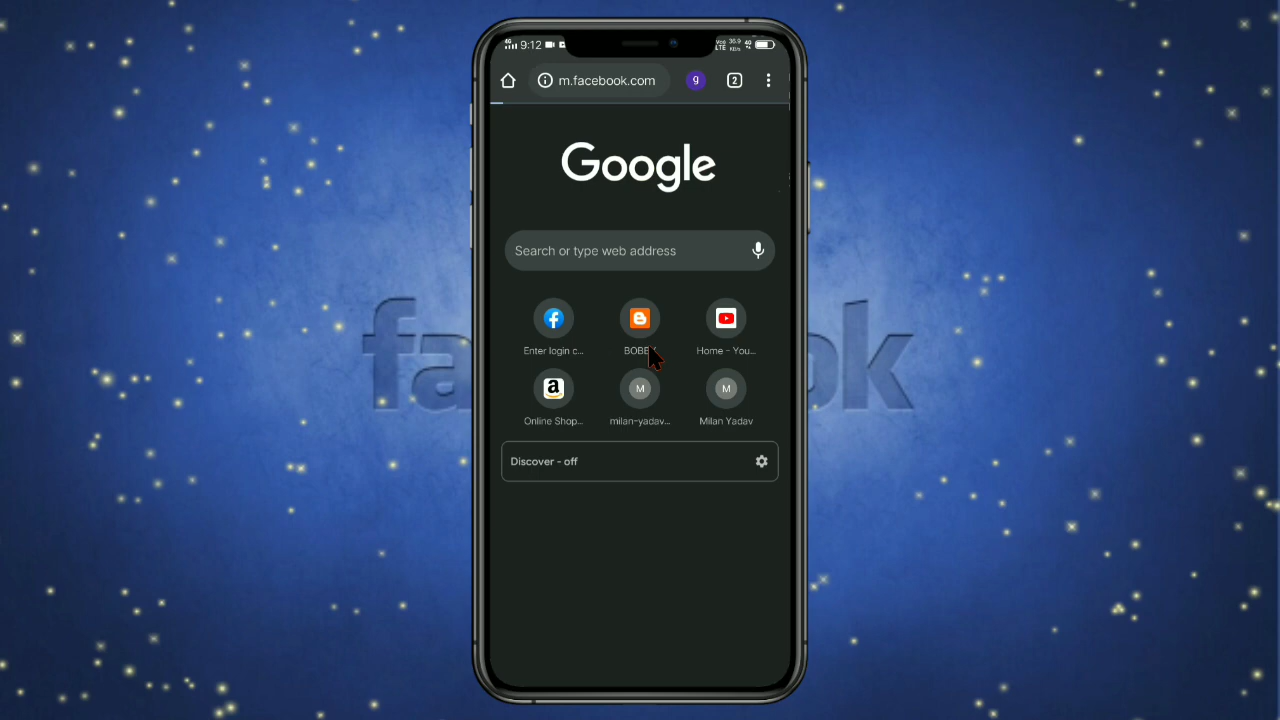 9:12
m.facebook.com
g
2
Google
Search or type web address
Enter login c...
Home - You...
a
M
M
Online Shop...
milan-yadav...
Milan Yadav
Discover - off